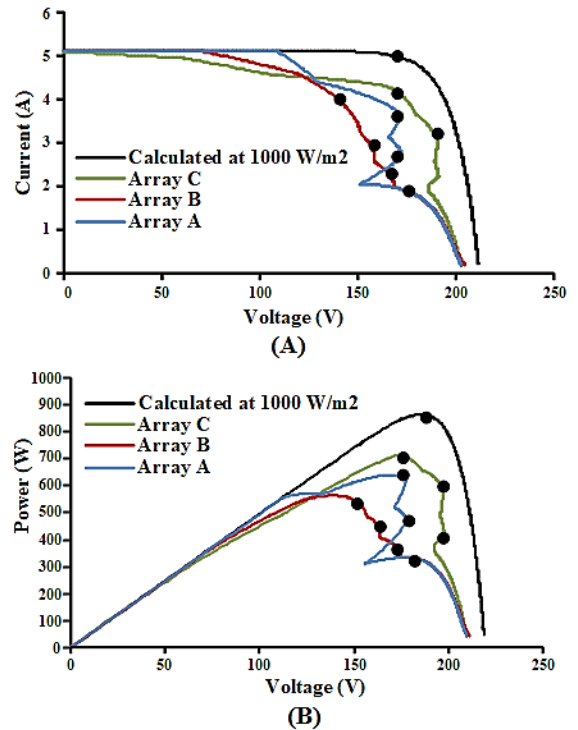 6
5
4
3
2
1
0
Current (A)
Calculated at 1000 W/m2
Array C
Array B
Array A
0 50 100 150 200 250
Voltage (V)
(A)
1000
900
800
700
600
500
400
300
200
100
0
Power (W)
Calculated at 1000 W/m2
Array C
Array B
Array A
0 50 100 150 200 250
Voltage (V)
(B)